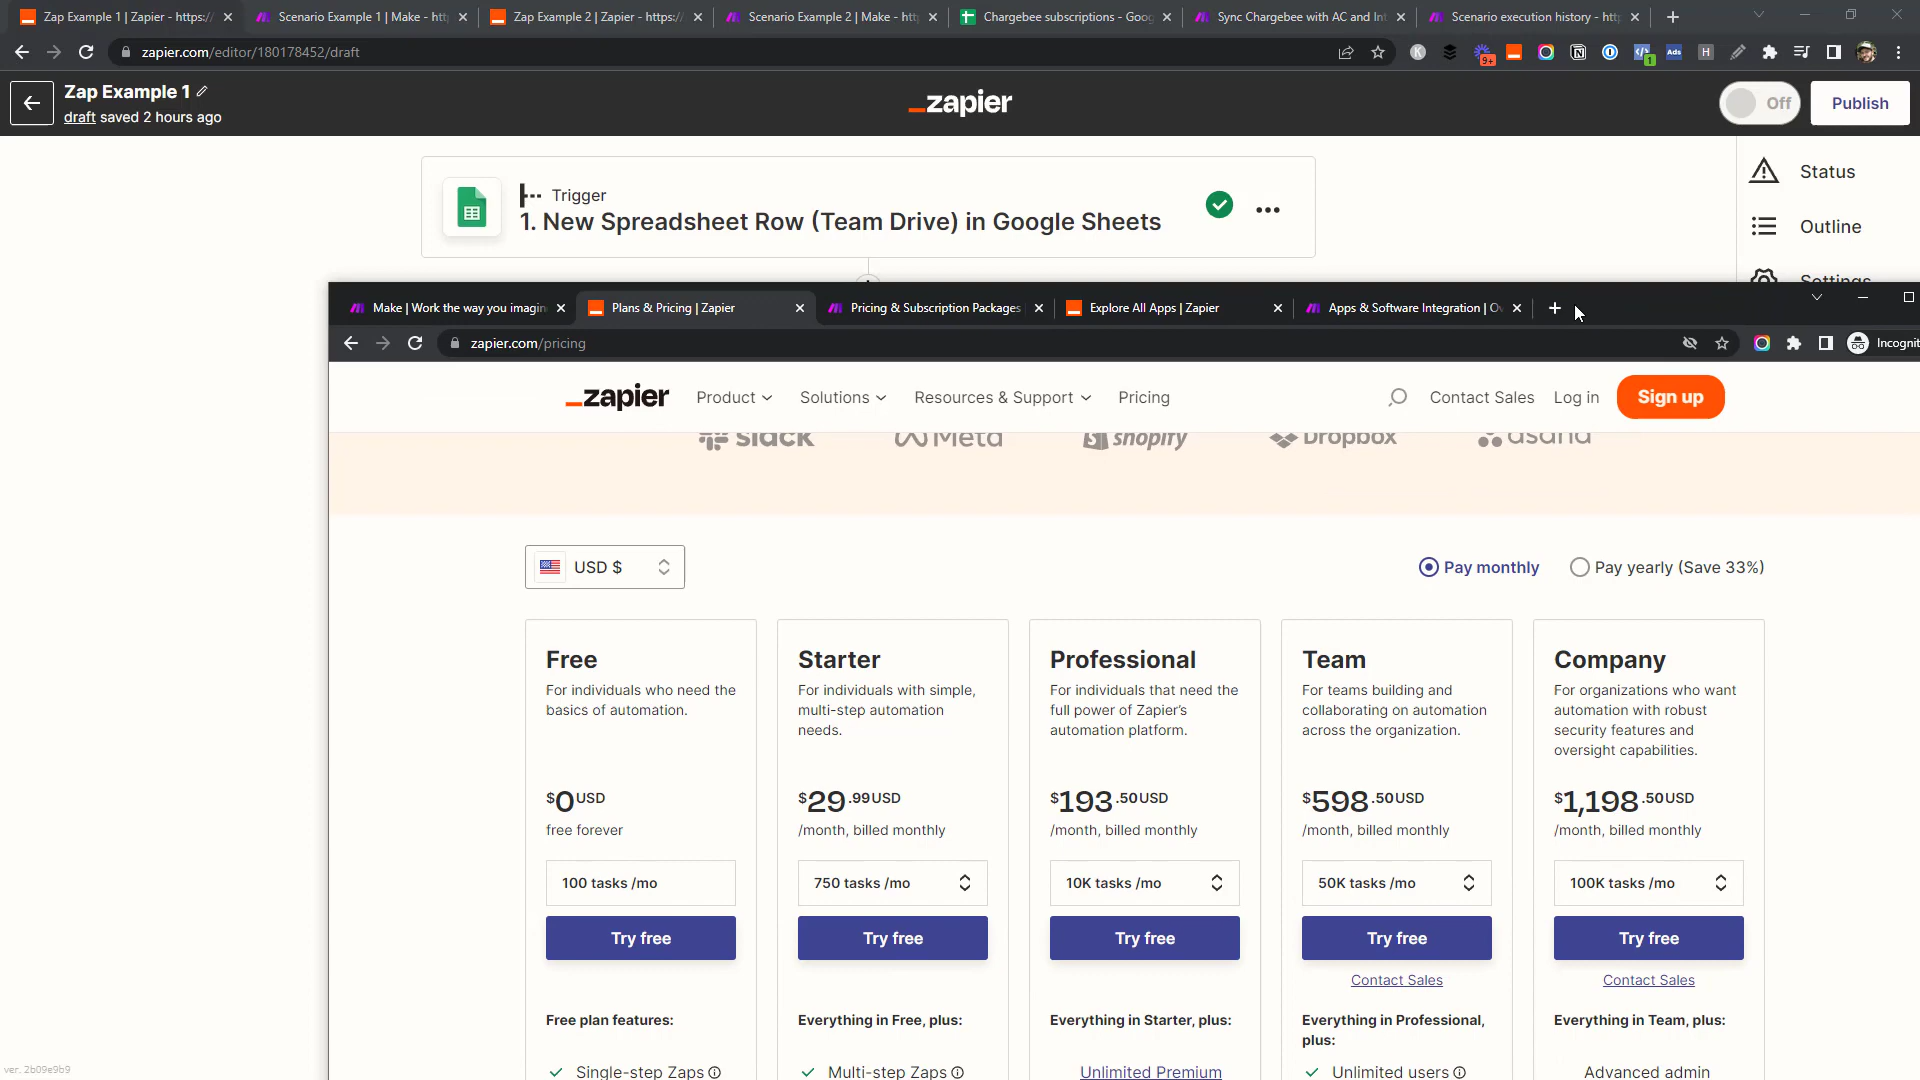 Zap Example 1 | Zapier - https:/
Scenario Example 1 | Make - htt
Zap Example 2 | Zapier - https:/
Scenario Example 2 | Make - htt
Chargebee subscriptions - Goog
Sync Chargebee with AC and Int
Scenario execution history - htt
zapier.com/editor/180178452/draft
9+
Ads
H
1
Zap Example 1
draft saved 2 hours ago
zapier
Off
Publish
Trigger
1. New Spreadsheet Row (Team Drive) in Google Sheets
Status
Outline
Settings
Make | Work the way you imagin
Plans & Pricing | Zapier
Pricing & Subscription Packages
Explore All Apps | Zapier
Apps & Software Integration | Ov
zapier.com/pricing
Incognit
zapier
Product
Solutions
Resources & Support
Pricing
Contact Sales
Log in
Sign up
slack
Meta
shopify
Dropbox
asana
USD $
Pay monthly
Pay yearly (Save 33%)
Free
For individuals who need the
basics of automation.
$0 USD
free forever
100 tasks /mo
Try free
Free plan features:
Single-step Zaps
Starter
For individuals with simple,
multi-step automation
needs.
$29.99USD
/month, billed monthly
750 tasks /mo
Try free
Everything in Free, plus:
Multi-step Zaps
Professional
For individuals that need the
full power of Zapier's
automation platform.
$193.50USD
/month, billed monthly
10K tasks /mo
Try free
Everything in Starter, plus:
Unlimited Premium
Team
For teams building and
collaborating on automation
across the organization.
$598.50USD
/month, billed monthly
50K tasks /mo
Try free
Contact Sales
Everything in Professional,
plus:
Unlimited users
Company
For organizations who want
automation with robust
security features and
oversight capabilities.
$1,198.50USD
/month, billed monthly
100K tasks /mo
Try free
Contact Sales
Everything in Team, plus:
Advanced admin
ver. 2b09e9b9